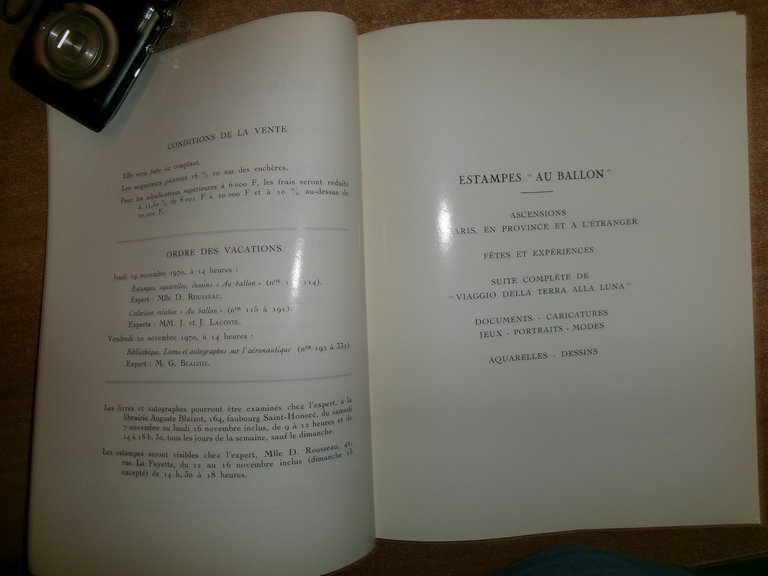 CONDITIONS DE LA VENTE
Elle sera faite au comptant.
Les acquéreurs paieront 16 % en sus des enchères.
Pour les adjudications supérieures à 6 000 F, les frais seront réduits
à 11,50 % de 6 001 F à 20 000 F et à 10 % au-dessus de
20 000 F.
ORDRE DES VACATIONS
Jeudi 19 novembre 1970, à 14 heures :
Estampes, aquarelles, dessins « Au ballon » (nos 1 114).
Expert : Mlle D. ROUSSEAU.
Collection relative « Au ballon » (nos 115 à 191).
Experts : MM. I. et J. LACOSTE.
Vendredi 20 novembre 1970, à 14 heures :
Bibliothèque. Livres et autographes sur l'aéronautique (nos 192 à 352).
Expert : M. G. BLAIZOT.
Les livres et autographes pourront être examinés chez l'expert, à la
librairie Auguste Blaizot, 164, faubourg Saint-Honoré, du samedi
7 novembre au lundi 16 novembre inclus, de 9 à 12 heures et de
14 à 18 h. 30, tous les jours de la semaine, sauf le dimanche.
Les estampes seront visibles chez l'expert, Mlle D. Rousseau, 42,
rue La Fayette, du 12 au 16 novembre inclus (dimanche 15
excepté) de 14 h. 30 à 18 heures.
ESTAMPES “ AU BALLON ”
ASCENSIONS
ARIS, EN PROVINCE ET A L'ÉTRANGER
FÊTES ET EXPÉRIENCES
SUITE COMPLÈTE DE
“ VIAGGIO DELLA TERRA ALLA LUNA ”
DOCUMENTS - CARICATURES
JEUX - PORTRAITS - MODES
AQUARELLES - DESSINS